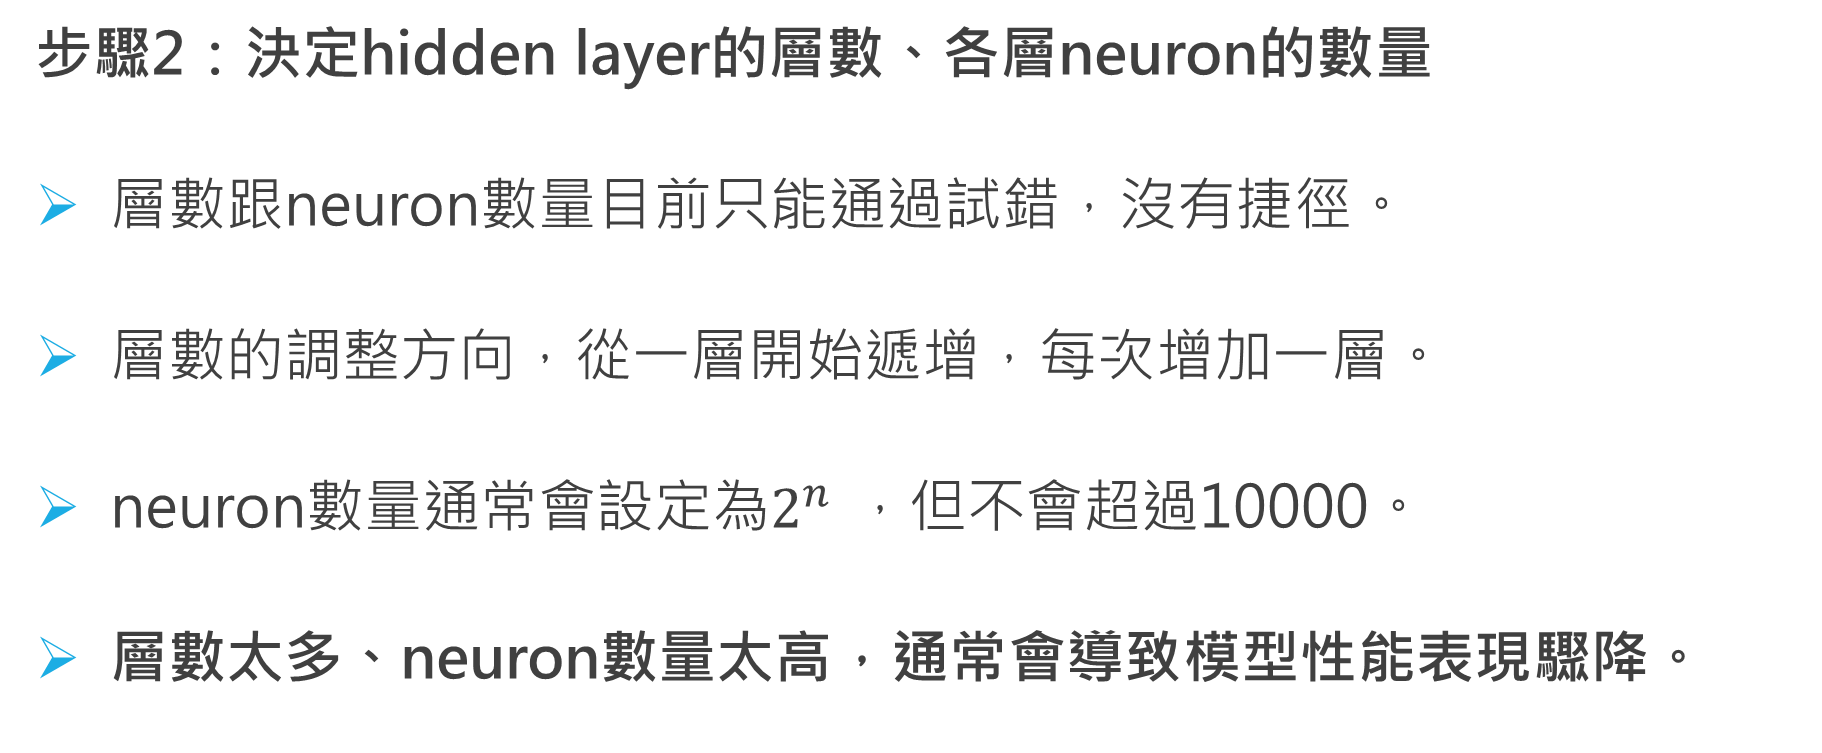 步驟2：決定hidden layer的層數、各層neuron的數量
層數跟neuron數量目前只能通過試錯，沒有捷徑。
層數的調整方向，從一層開始遞增，每次增加一層。
neuron數量通常會設定為2ⁿ ，但不會超過10000。
層數太多、neuron數量太高，通常會導致模型性能表現驟降。